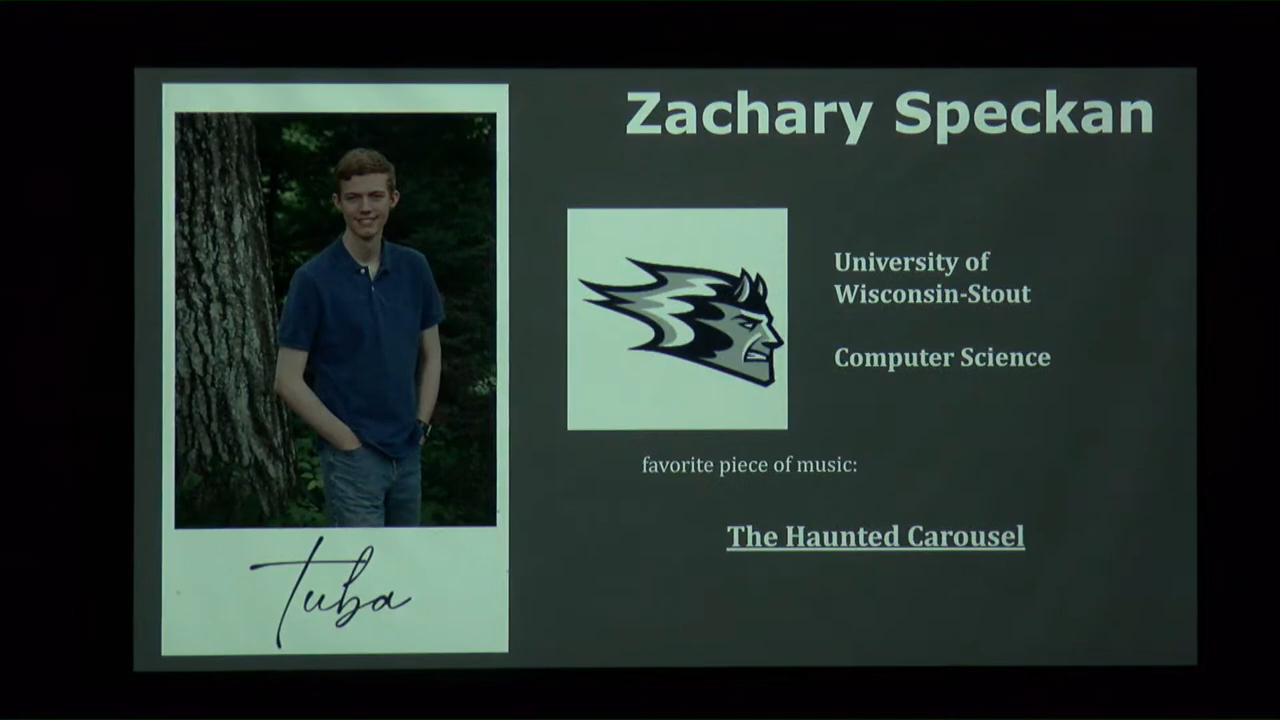 Zachary Speckan
University of
Wisconsin-Stout
Computer Science
favorite piece of music:
The Haunted Carousel
Tuba